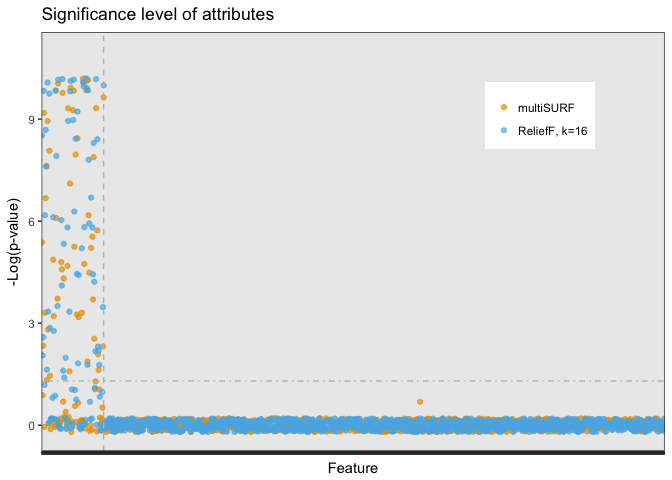 Significance level of attributes
-Log(p-value)
9
6
3
0
multiSURF
ReliefF, k=16
Feature